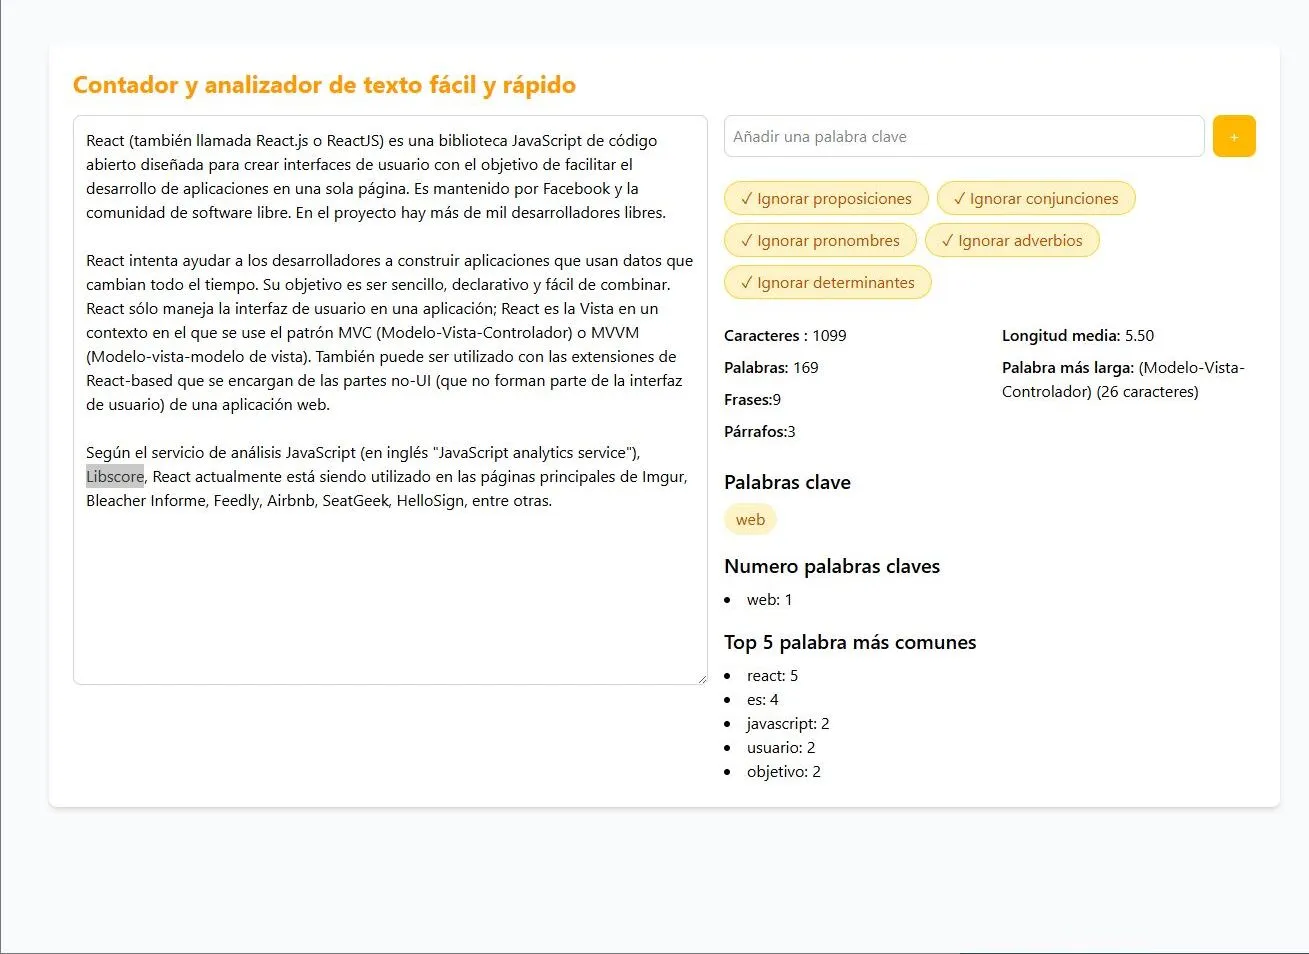 Contador y analizador de texto fácil y rápido
React (también llamada React.js o ReactJS) es una biblioteca JavaScript de código
abierto diseñada para crear interfaces de usuario con el objetivo de facilitar el
desarrollo de aplicaciones en una sola página. Es mantenido por Facebook y la
comunidad de software libre. En el proyecto hay más de mil desarrolladores libres.
React intenta ayudar a los desarrolladores a construir aplicaciones que usan datos que
cambian todo el tiempo. Su objetivo es ser sencillo, declarativo y fácil de combinar.
React sólo maneja la interfaz de usuario en una aplicación; React es la Vista en un
contexto en el que se use el patrón MVC (Modelo-Vista-Controlador) o MVVM
(Modelo-vista-modelo de vista). También puede ser utilizado con las extensiones de
React-based que se encargan de las partes no-UI (que no forman parte de la interfaz
de usuario) de una aplicación web.
Según el servicio de análisis JavaScript (en inglés "JavaScript analytics service"),
Libscore, React actualmente está siendo utilizado en las páginas principales de Imgur,
Bleacher Informe, Feedly, Airbnb, SeatGeek, HelloSign, entre otras.
Añadir una palabra clave
+
✓ Ignorar proposiciones
✓ Ignorar conjunciones
✓ Ignorar pronombres
✓ Ignorar adverbios
✓ Ignorar determinantes
Caracteres : 1099
Palabras: 169
Frases:9
Párrafos:3
Longitud media: 5.50
Palabra más larga: (Modelo-Vista-
Controlador) (26 caracteres)
Palabras clave
web
Numero palabras claves
• web: 1
Top 5 palabra más comunes
• react: 5
• es: 4
• javascript: 2
• usuario: 2
• objetivo: 2